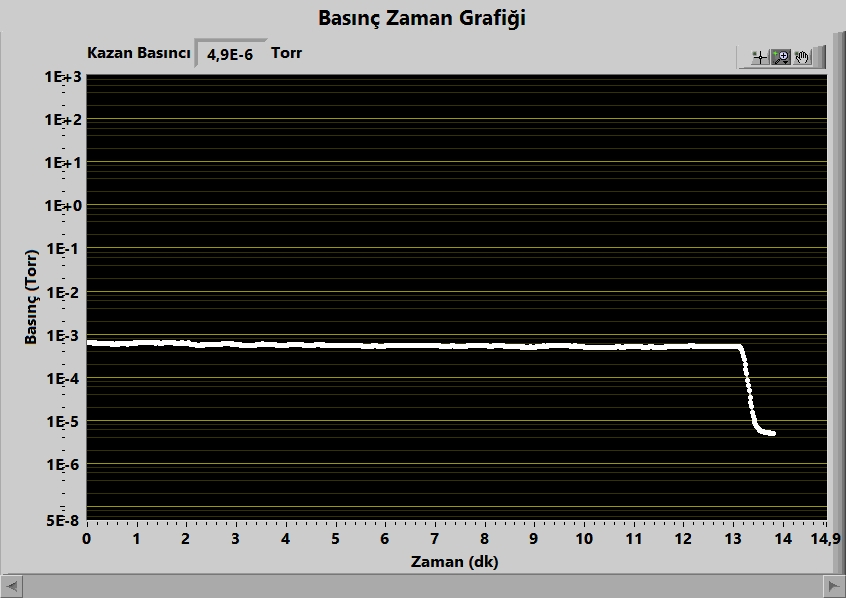 Basınç Zaman Grafiği
Kazan Basıncı 4,9E-6 Torr
1E+3
1E+2
1E+1
1E+0
1E-1
1E-2
1E-3
1E-4
1E-5
1E-6
5E-8
Basınç (Torr)
0 1 2 3 4 5 6 7 8 9 10 11 12 13 14 14,9
Zaman (dk)